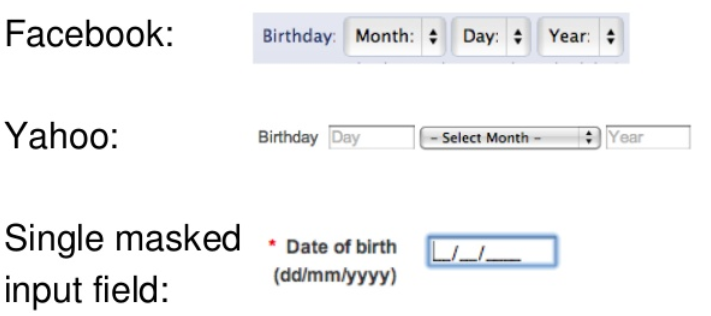 Facebook: Birthday: Month: Day: Year:
Yahoo: Birthday Day - Select Month - Year
Single masked
input field:
* Date of birth
(dd/mm/yyyy)
__/__/____